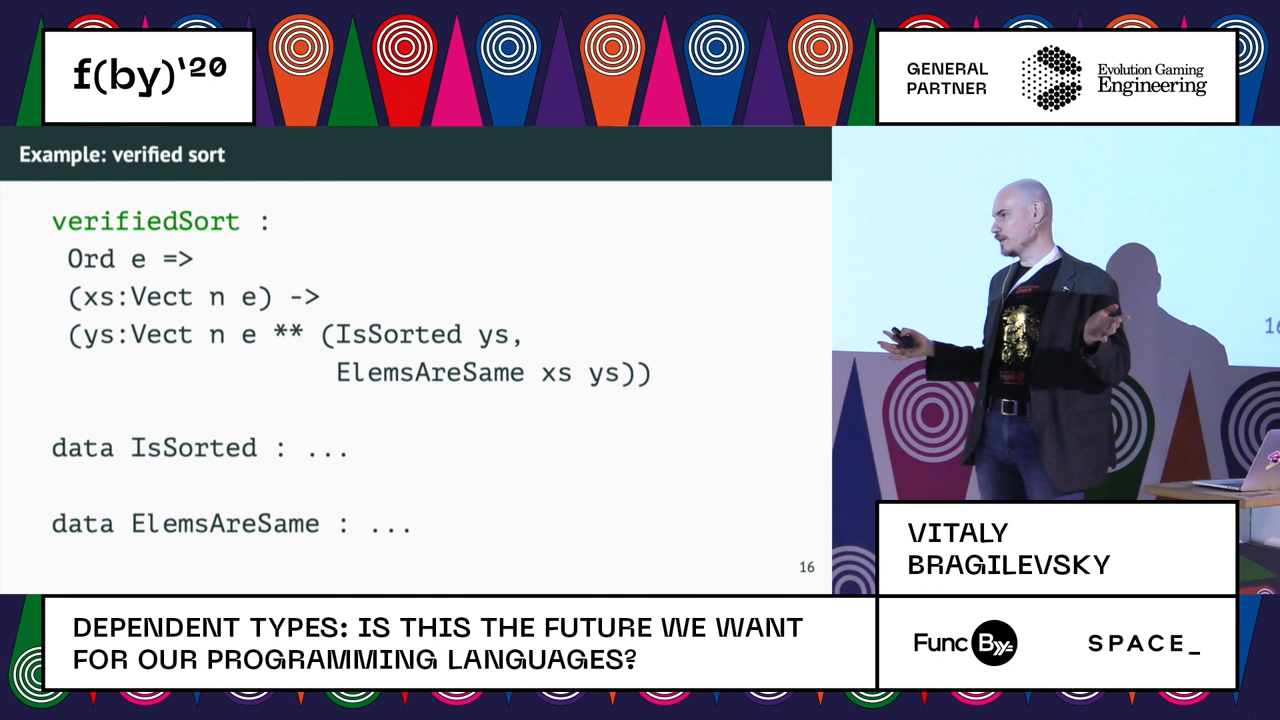 f(by)'20
GENERAL
PARTNER
Evolution Gaming
Engineering
Example: verified sort
verifiedSort :
Ord e =>
(xs:Vect n e) ->
(ys:Vect n e ** (IsSorted ys,
ElemsAreSame xs ys))
data IsSorted : ...
data ElemsAreSame : ...
16
16
VITALY
BRAGILEVSKY
DEPENDENT TYPES: IS THIS THE FUTURE WE WANT
FOR OUR PROGRAMMING LANGUAGES?
Func By
SPACE_